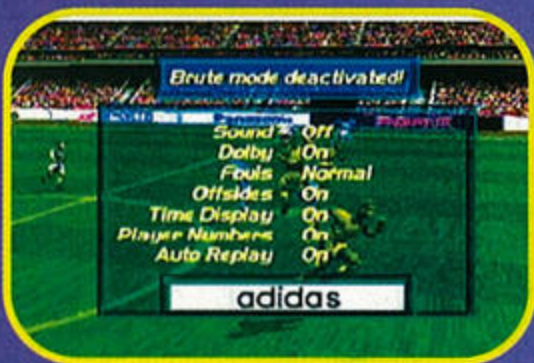 Brute mode deactivated!
Panasonic
Sound Off
Dolby On
Fouls Normal
Offsides On
Time Display On
Player Numbers On
Auto Replay On
adidas